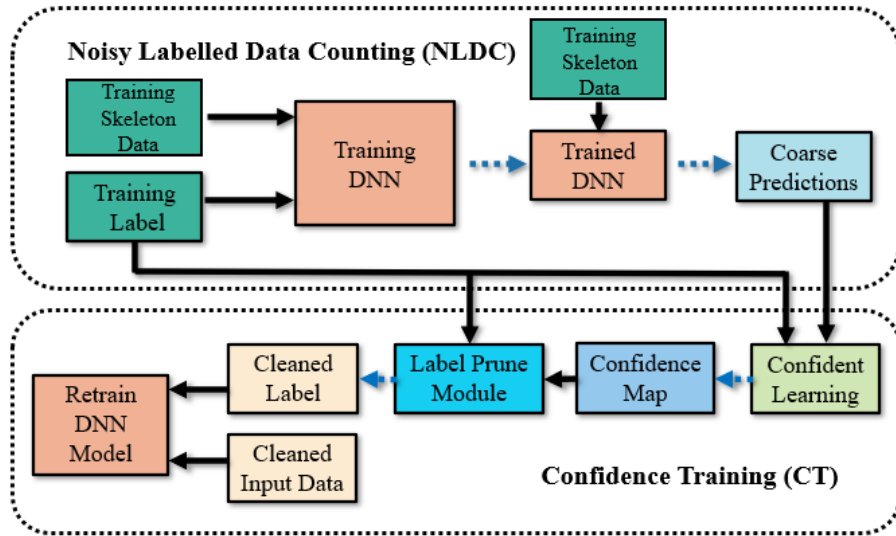 Noisy Labelled Data Counting (NLDC)
Training
Skeleton
Data
Training
Skeleton
Data
Training
Label
Training
DNN
Trained
DNN
Coarse
Predictions
Retrain
DNN
Model
Cleaned
Label
Cleaned
Input Data
Label Prune
Module
Confidence
Map
Confident
Learning
Confidence Training (CT)